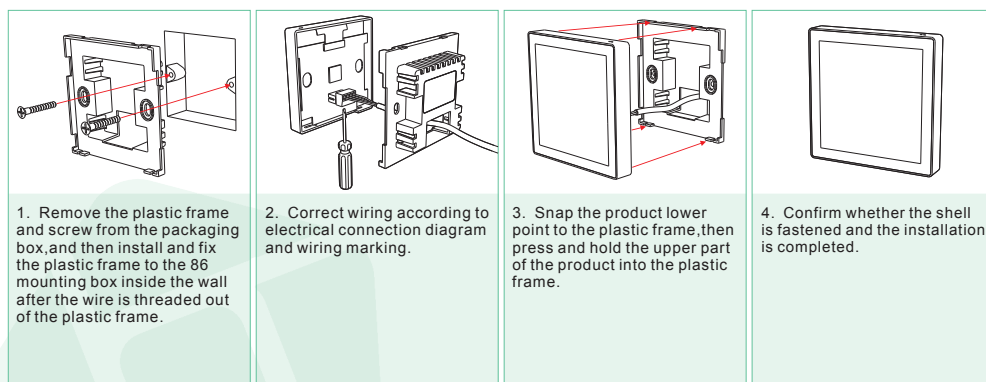 1. Remove the plastic frame
and screw from the packaging
box,and then install and fix
the plastic frame to the 86
mounting box inside the wall
after the wire is threaded out
of the plastic frame.
2. Correct wiring according to
electrical connection diagram
and wiring marking.
3. Snap the product lower
point to the plastic frame,then
press and hold the upper part
of the product into the plastic
frame.
4. Confirm whether the shell
is fastened and the installation
is completed.